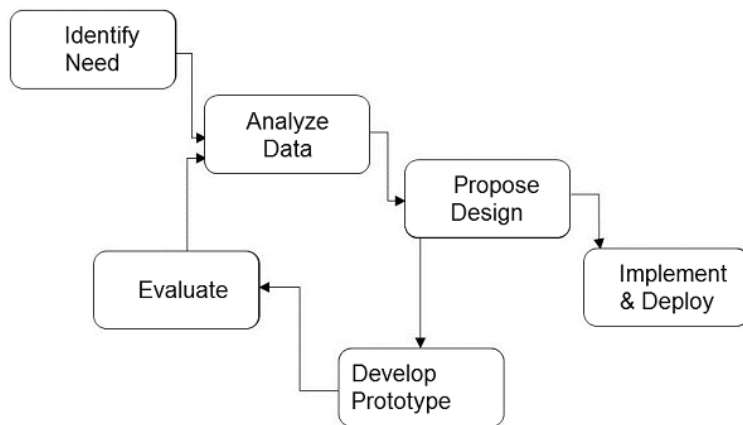 Identify
Need
Analyze
Data
Propose
Design
Implement
& Deploy
Evaluate
Develop
Prototype